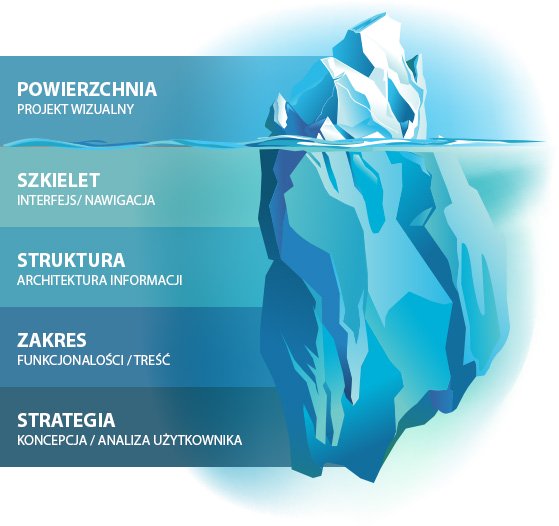 POWIERZCHNIA
PROJEKT WIZUALNY
SZKIELET
INTERFEJS/ NAWIGACJA
STRUKTURA
ARCHITEKTURA INFORMACJI
ZAKRES
FUNKCJONALOŚCI / TREŚĆ
STRATEGIA
KONCEPCJA / ANALIZA UŻYTKOWNIKA